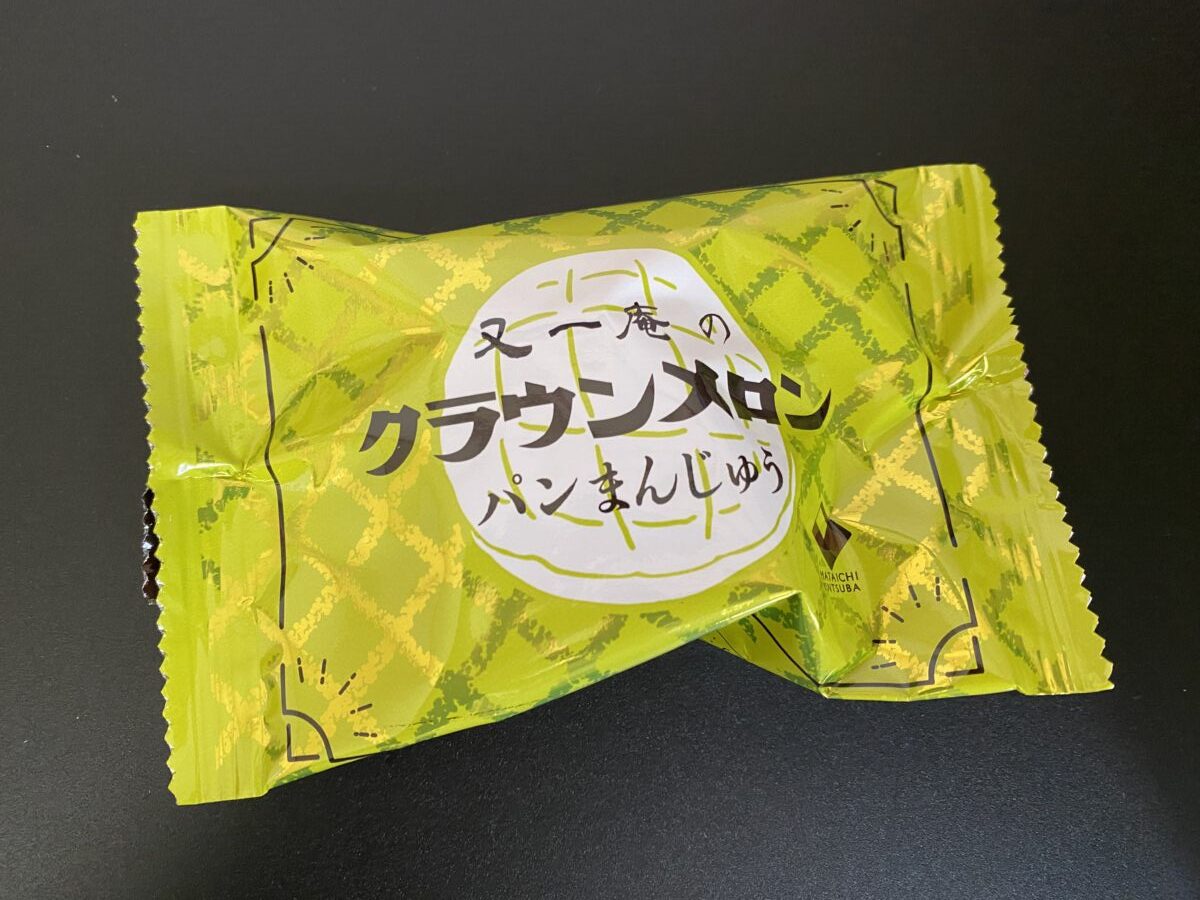 又一庵の
クラウンメロン
パンまんじゅう